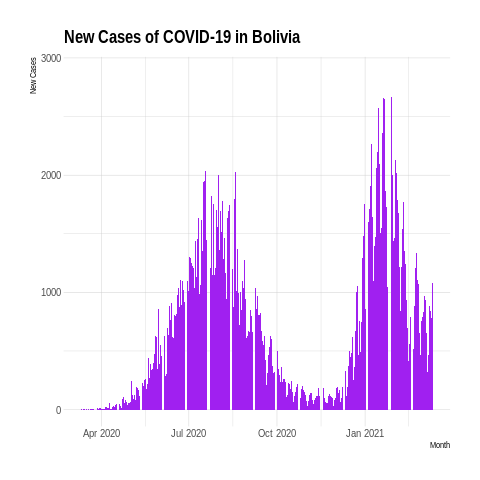 New Cases of COVID-19 in Bolivia
New Cases
3000
2000
1000
0
Apr 2020
Jul 2020
Oct 2020
Jan 2021
Month